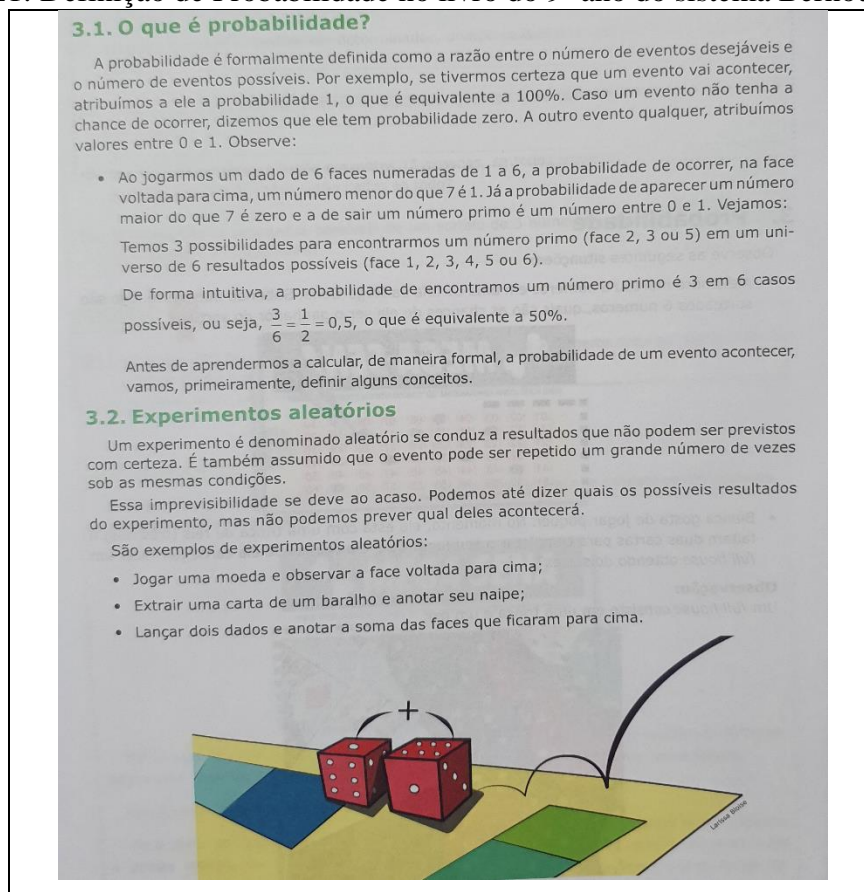 Definição de Probabilidade no livro do 9º ano do sistema
3.1. O que é probabilidade?
A probabilidade é formalmente definida como a razão entre o número de eventos desejáveis e
o número de eventos possíveis. Por exemplo, se tivermos certeza que um evento vai acontecer,
atribuímos a ele a probabilidade 1, o que é equivalente a 100%. Caso um evento não tenha a
chance de ocorrer, dizemos que ele tem probabilidade zero. A outro evento qualquer, atribuímos
valores entre 0 e 1. Observe:
• Ao jogarmos um dado de 6 faces numeradas de 1 a 6, a probabilidade de ocorrer, na face
voltada para cima, um número menor do que 7 é 1. Já a probabilidade de aparecer um número
maior do que 7 é zero e a de sair um número primo é um número entre 0 e 1. Vejamos:
Temos 3 possibilidades para encontrarmos um número primo (face 2, 3 ou 5) em um uni-
verso de 6 resultados possíveis (face 1, 2, 3, 4, 5 ou 6).
De forma intuitiva, a probabilidade de encontramos um número primo é 3 em 6 casos
possíveis, ou seja, 3/6 = 1/2 = 0,5, o que é equivalente a 50%.
Antes de aprendermos a calcular, de maneira formal, a probabilidade de um evento acontecer,
vamos, primeiramente, definir alguns conceitos.
3.2. Experimentos aleatórios
Um experimento é denominado aleatório se conduz a resultados que não podem ser previstos
com certeza. É também assumido que o evento pode ser repetido um grande número de vezes
sob as mesmas condições.
Essa imprevisibilidade se deve ao acaso. Podemos até dizer quais os possíveis resultados
do experimento, mas não podemos prever qual deles acontecerá.
São exemplos de experimentos aleatórios:
• Jogar uma moeda e observar a face voltada para cima;
• Extrair uma carta de um baralho e anotar seu naipe;
• Lançar dois dados e anotar a soma das faces que ficaram para cima.
+
Larissa